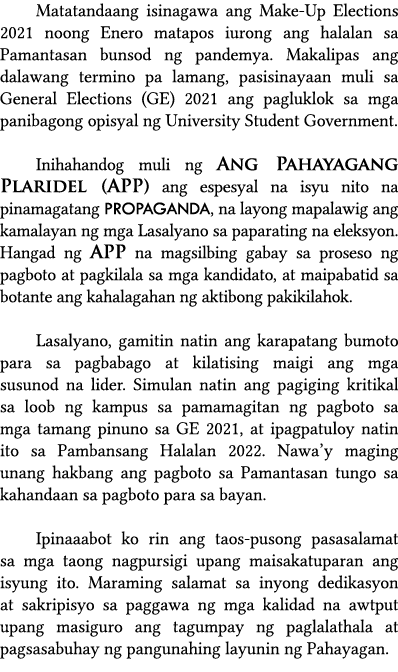 Matatandaang isinagawa ang Make-Up Elections
2021 noong Enero matapos iurong ang halalan sa
Pamantasan bunsod ng pandemya. Makalipas ang
dalawang termino pa lamang, pasisinayaan muli sa
General Elections (GE) 2021 ang pagluklok sa mga
panibagong opisyal ng University Student Government.

Inihahandog muli ng ANG PAHAYAGANG
PLARIDEL (APP) ang espesyal na isyu nito na
pinamagatang PROPAGANDA, na layong mapalawig ang
kamalayan ng mga Lasalyano sa paparating na eleksyon.
Hangad ng APP na magsilbing gabay sa proseso ng
pagboto at pagkilala sa mga kandidato, at maipabatid sa
botante ang kahalagahan ng aktibong pakikilahok.

Lasalyano, gamitin natin ang karapatang bumoto
para sa pagbabago at kilatising maigi ang mga
susunod na lider. Simulan natin ang pagiging kritikal
sa loob ng kampus sa pamamagitan ng pagboto sa
mga tamang pinuno sa GE 2021, at ipagpatuloy natin
ito sa Pambansang Halalan 2022. Nawa'y maging
unang hakbang ang pagboto sa Pamantasan tungo sa
kahandaan sa pagboto para sa bayan.

Ipinaaabot ko rin ang taos-pusong pasasalamat
sa mga taong nagpursigi upang maisakatuparan ang
isyung ito. Maraming salamat sa inyong dedikasyon
at sakripisyo sa paggawa ng mga kalidad na awtput
upang masiguro ang tagumpay ng paglalathala at
pagsasabuhay ng pangunahing layunin ng Pahayagan.